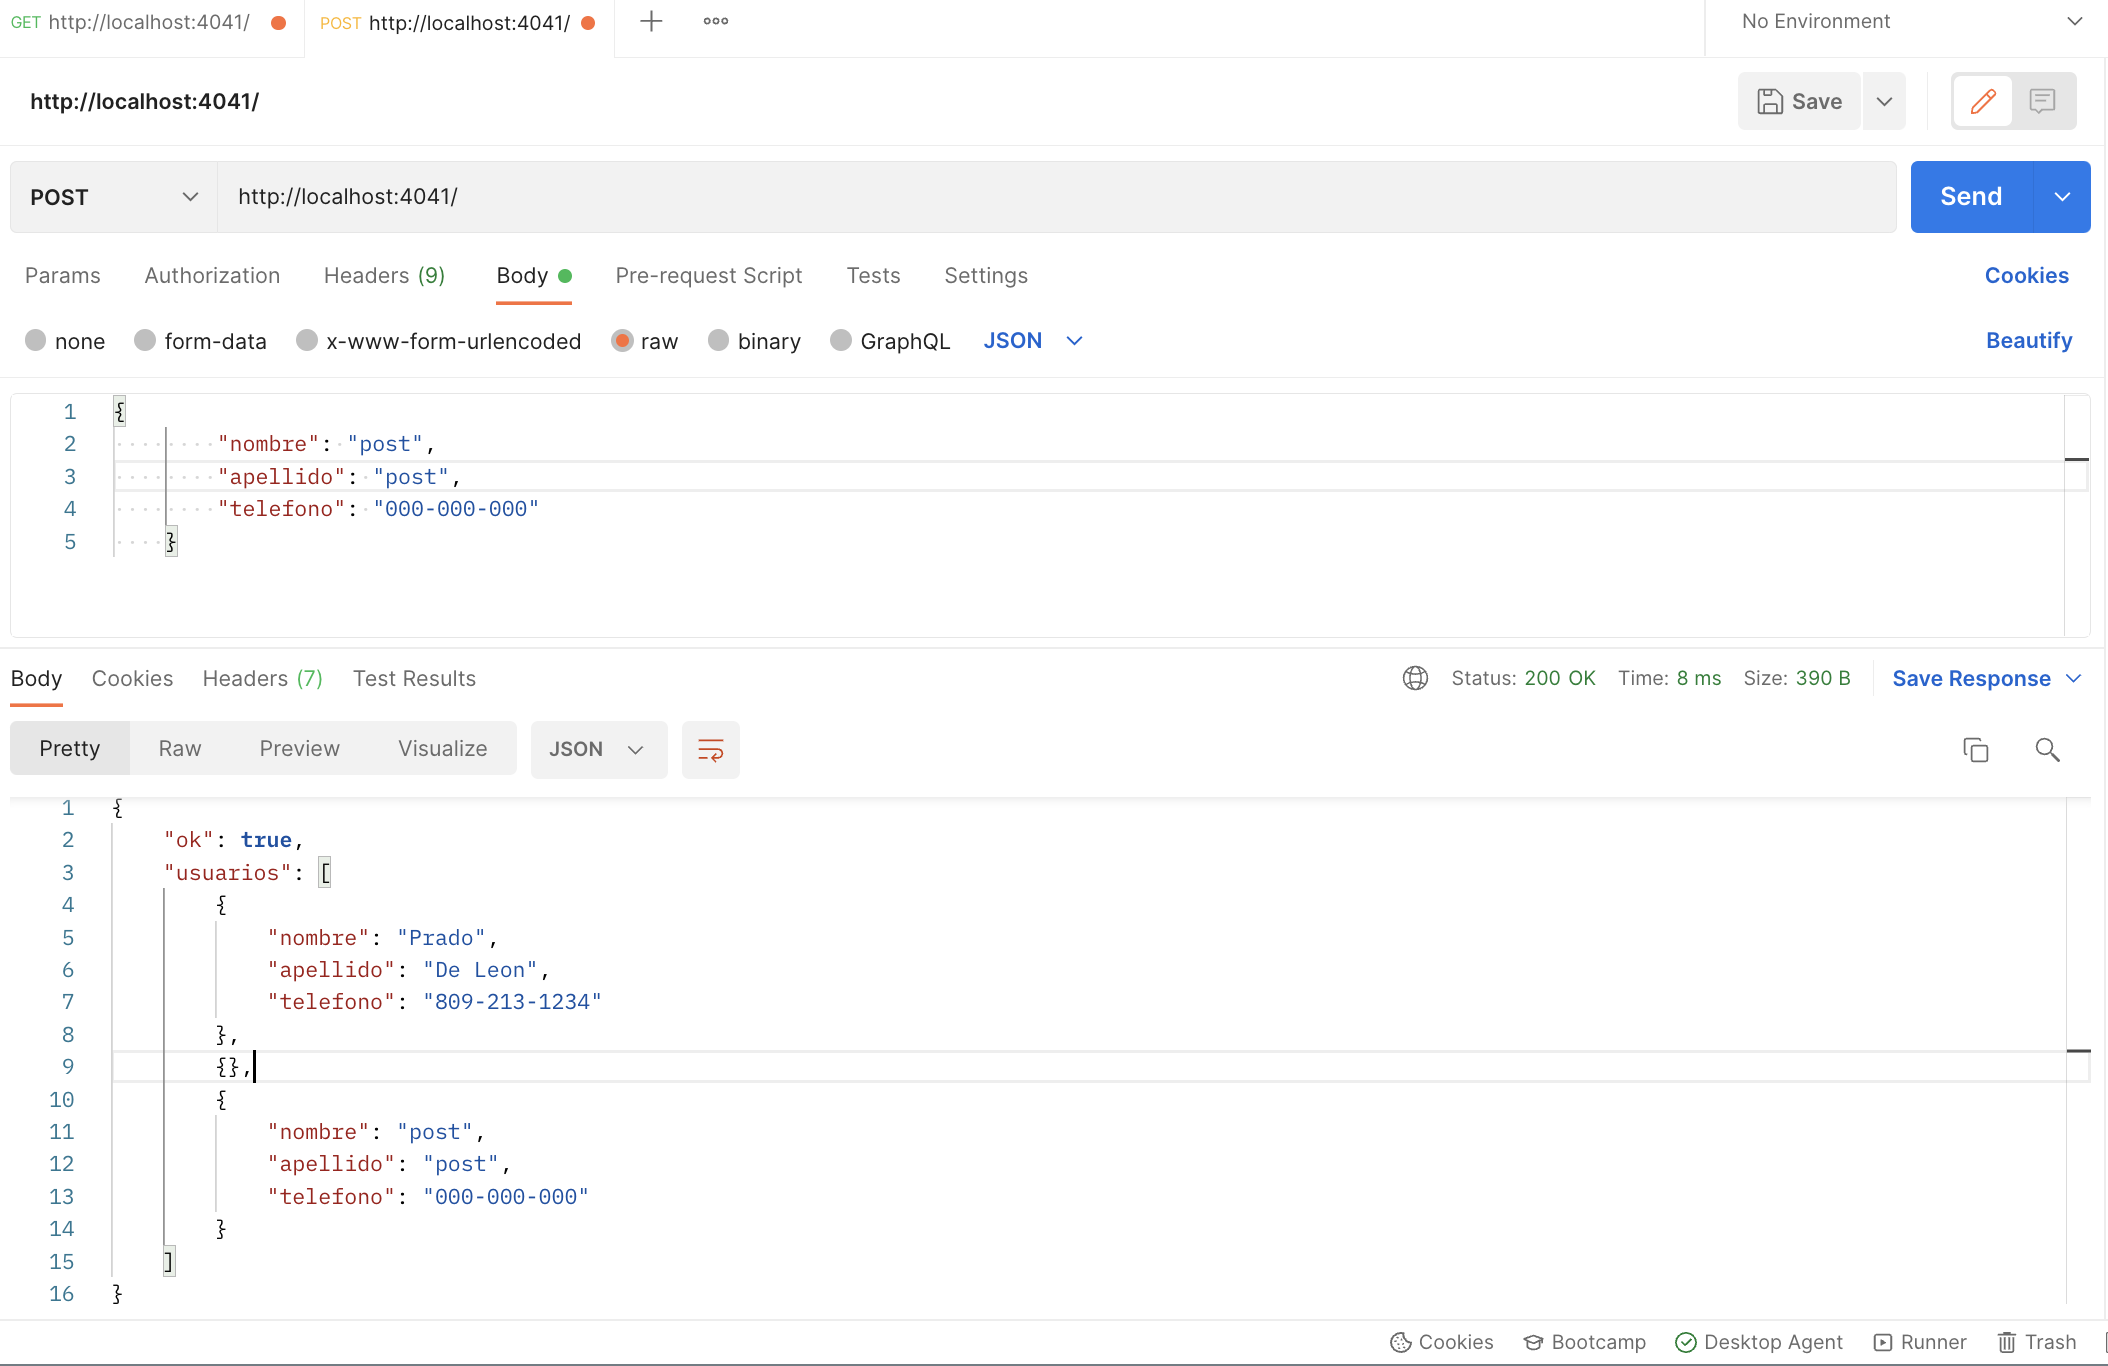 GET http://localhost:4041/ POST http://localhost:4041/ No Environment
http://localhost:4041/ Save
POST http://localhost:4041/ Send
Params Authorization Headers (9) Body Pre-request Script Tests Settings Cookies
none form-data x-www-form-urlencoded raw binary GraphQL JSON Beautify
1 {
2 "nombre": "post",
3 "apellido": "post",
4 "telefono": "000-000-000"
5 }
Body Cookies Headers (7) Test Results Status: 200 OK Time: 8 ms Size: 390 B Save Response
Pretty Raw Preview Visualize JSON
1 {
2 "ok": true,
3 "usuarios": [
4 {
5 "nombre": "Prado",
6 "apellido": "De Leon",
7 "telefono": "809-213-1234"
8 },
9 {},
10 {
11 "nombre": "post",
12 "apellido": "post",
13 "telefono": "000-000-000"
14 }
15 ]
16 }
Cookies Bootcamp Desktop Agent Runner Trash